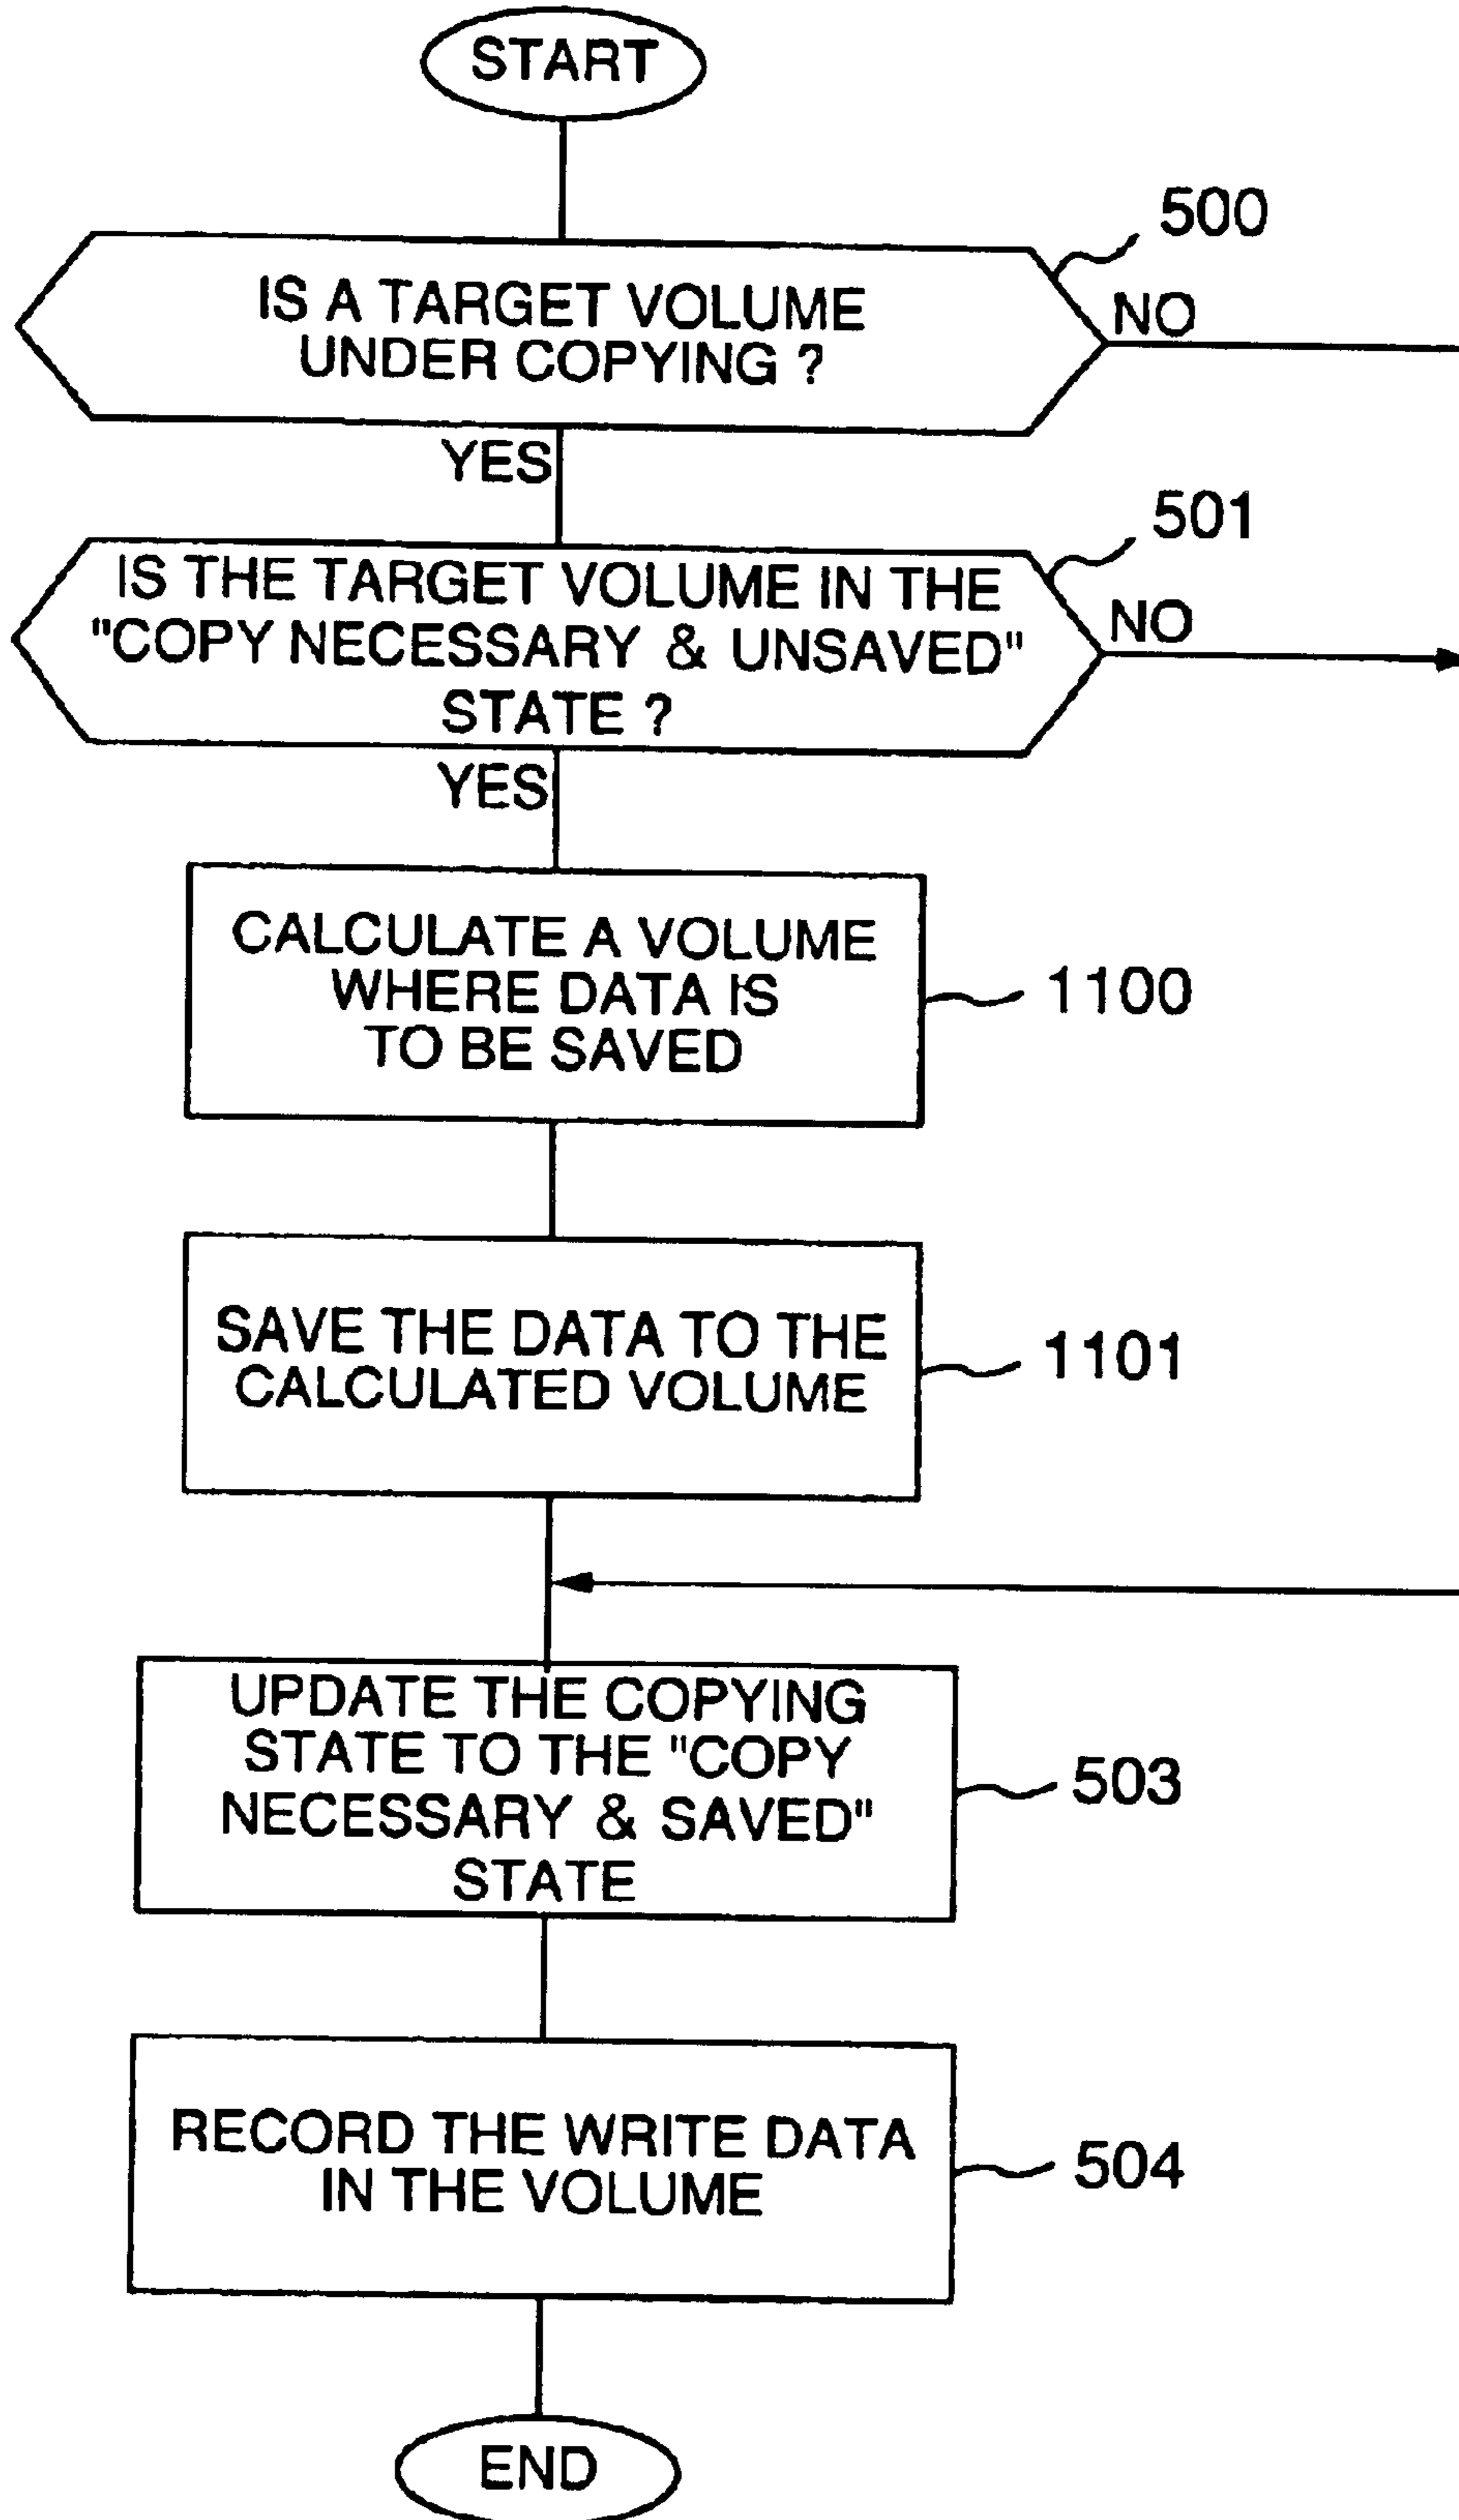 START
500
IS A TARGET VOLUME
UNDER COPYING ?
NO
YES
501
IS THE TARGET VOLUME IN THE
"COPY NECESSARY & UNSAVED"
STATE ?
NO
YES
CALCULATE A VOLUME
WHERE DATA IS
TO BE SAVED
1100
SAVE THE DATA TO THE
CALCULATED VOLUME
1101
UPDATE THE COPYING
STATE TO THE "COPY
NECESSARY & SAVED"
STATE
503
RECORD THE WRITE DATA
IN THE VOLUME
504
END